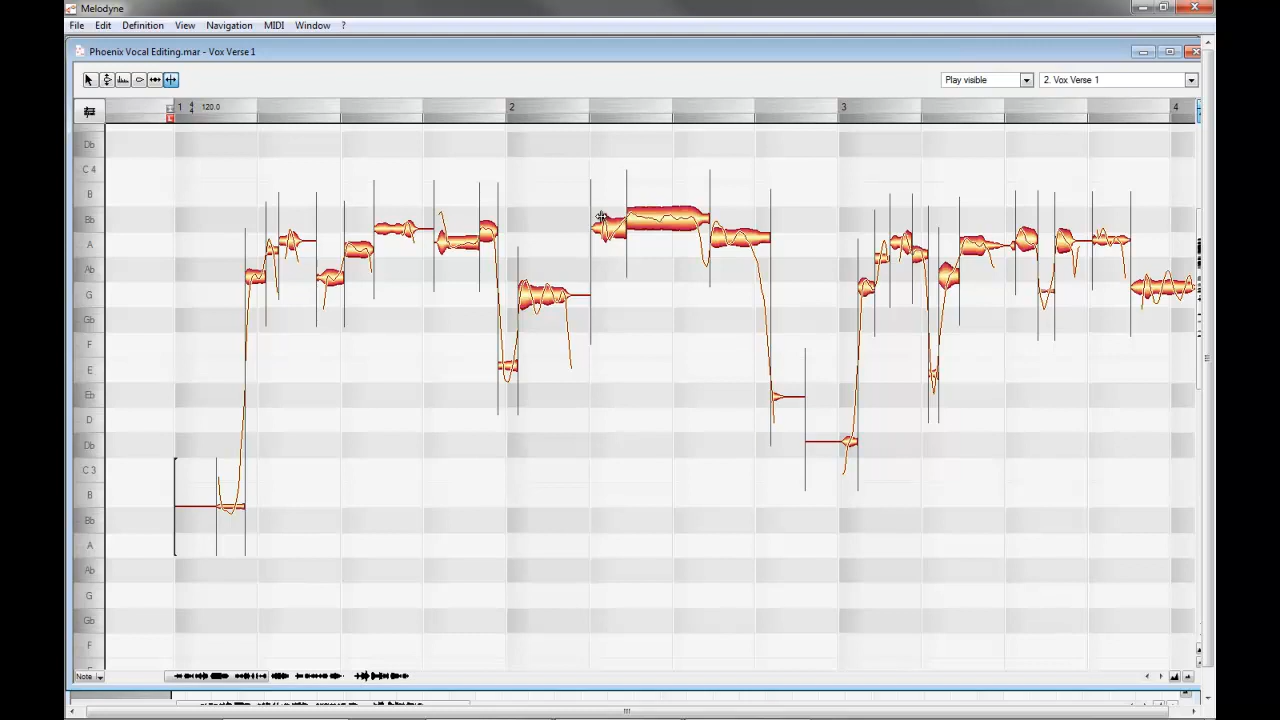 Melodyne
File Edit Definition View Navigation MIDI Window ?
Phoenix Vocal Editing.mar - Vox Verse 1
Play visible 2. Vox Verse 1
1 4 4 120.0 2 3 4
Db
C 4
B
Bb
A
Ab
G
Gb
F
E
Eb
D
Db
C 3
B
Bb
A
Ab
G
Gb
F
Note